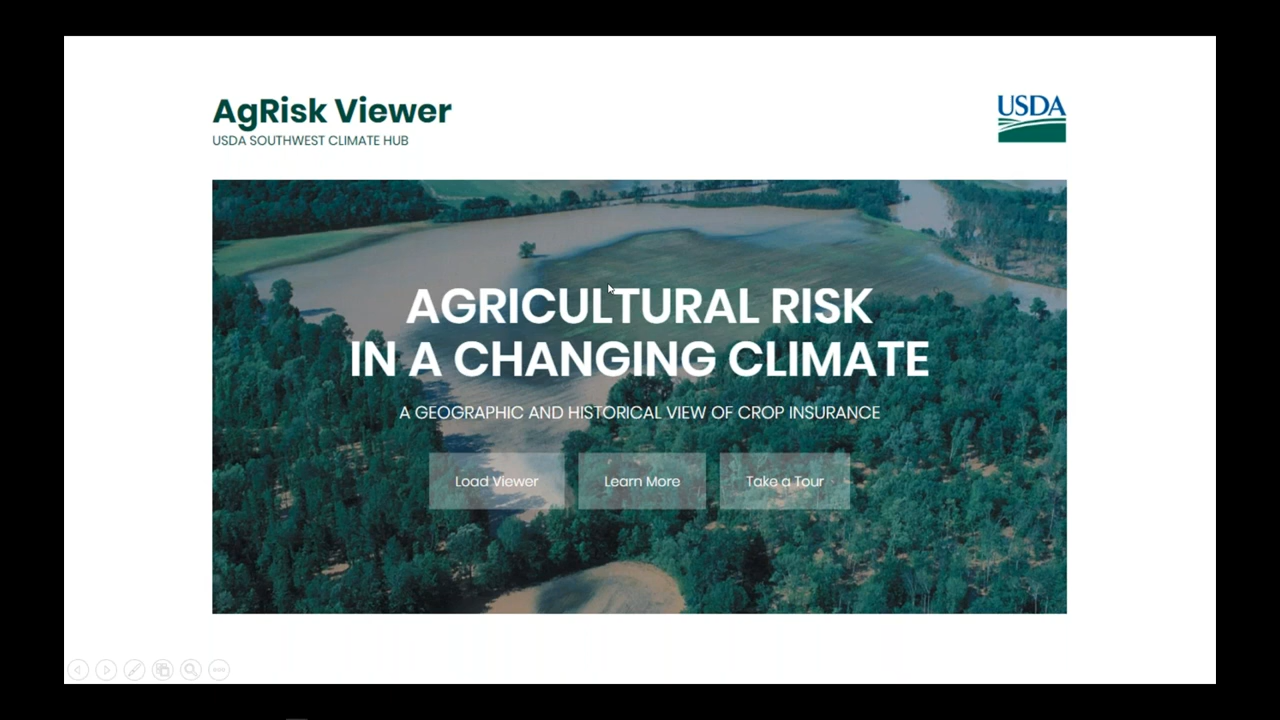 AgRisk Viewer
USDA SOUTHWEST CLIMATE HUB
USDA
AGRICULTURAL RISK
IN A CHANGING CLIMATE
A GEOGRAPHIC AND HISTORICAL VIEW OF CROP INSURANCE
Load Viewer
Learn More
Take a Tour